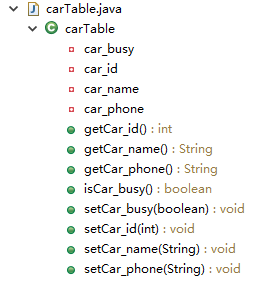 carTable.java
carTable
car_busy
car_id
car_name
car_phone
getCar_id() : int
getCar_name() : String
getCar_phone() : String
isCar_busy() : boolean
setCar_busy(boolean) : void
setCar_id(int) : void
setCar_name(String) : void
setCar_phone(String) : void